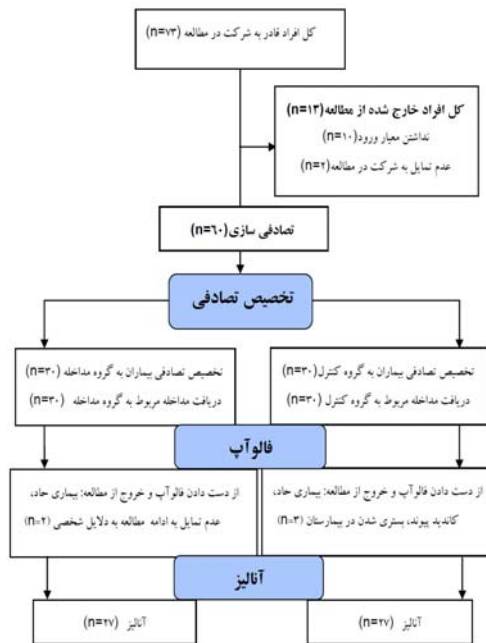 کل افراد قادر به شرکت در مطالعه (n=۷۳)
کل افراد خارج شده از مطالعه(n=۱۳)
نداشتن معیار ورود(n=۱۰)
عدم تمایل به شرکت در مطالعه(n=۲)
تصادفی سازی(n=۶۰)
تخصیص تصادفی
تخصیص تصادفی بیماران به گروه کنترل(n=۳۰)
دریافت مداخله مربوط به گروه کنترل (n=۳۰)
تخصیص تصادفی بیماران به گروه مداخله (n=۳۰)
دریافت مداخله مربوط به گروه مداخله (n=۳۰)
فالوآپ
از دست دادن فالوآپ و خروج از مطالعه: بیماری حاد،
کاندید پیوند، بستری شدن در بیمارستان (n=۳)
از دست دادن فالوآپ و خروج از مطالعه: بیماری حاد،
عدم تمایل به ادامه مطالعه به دلایل شخصی (n=۲)
آنالیز
آنالیز (n=۲۷)
آنالیز (n=۲۷)